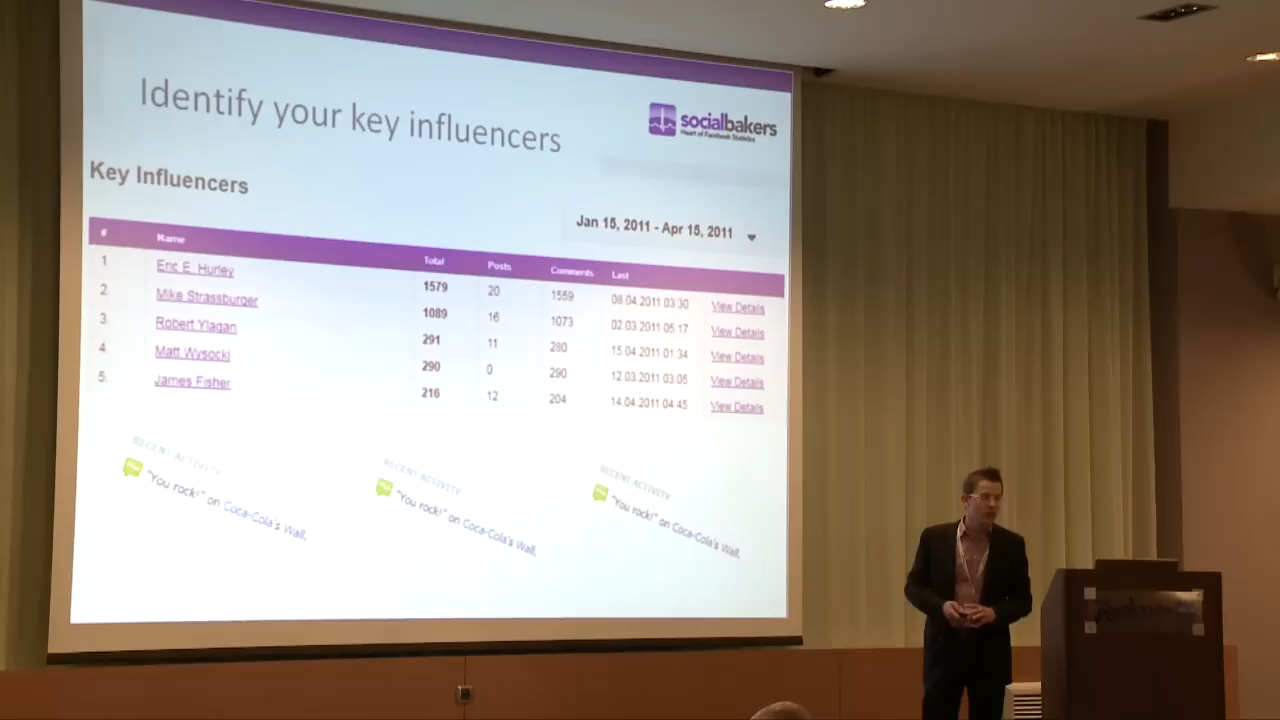 Identify your key influencers
socialbakers
Heart of Facebook Statistics
Key Influencers
Jan 15, 2011 - Apr 15, 2011
# Name Total Posts Comments Last
1 Eric E. Hurley 1579 20 1559 08.04.2011 03:30 View Details
2 Mike Strassburger 1089 16 1073 02.03.2011 05:17 View Details
3. Robert Ylagan 291 11 280 15.04.2011 01:34 View Details
4 Matt Wysocki 290 0 290 12.03.2011 03:05 View Details
5. James Fisher 216 12 204 14.04.2011 04:45 View Details
RECENT ACTIVITY RECENT ACTIVITY RECENT ACTIVITY
"You rock!" on Coca-Cola's Wall. "You rock!" on Coca-Cola's Wall. "You rock!" on Coca-Cola's Wall.